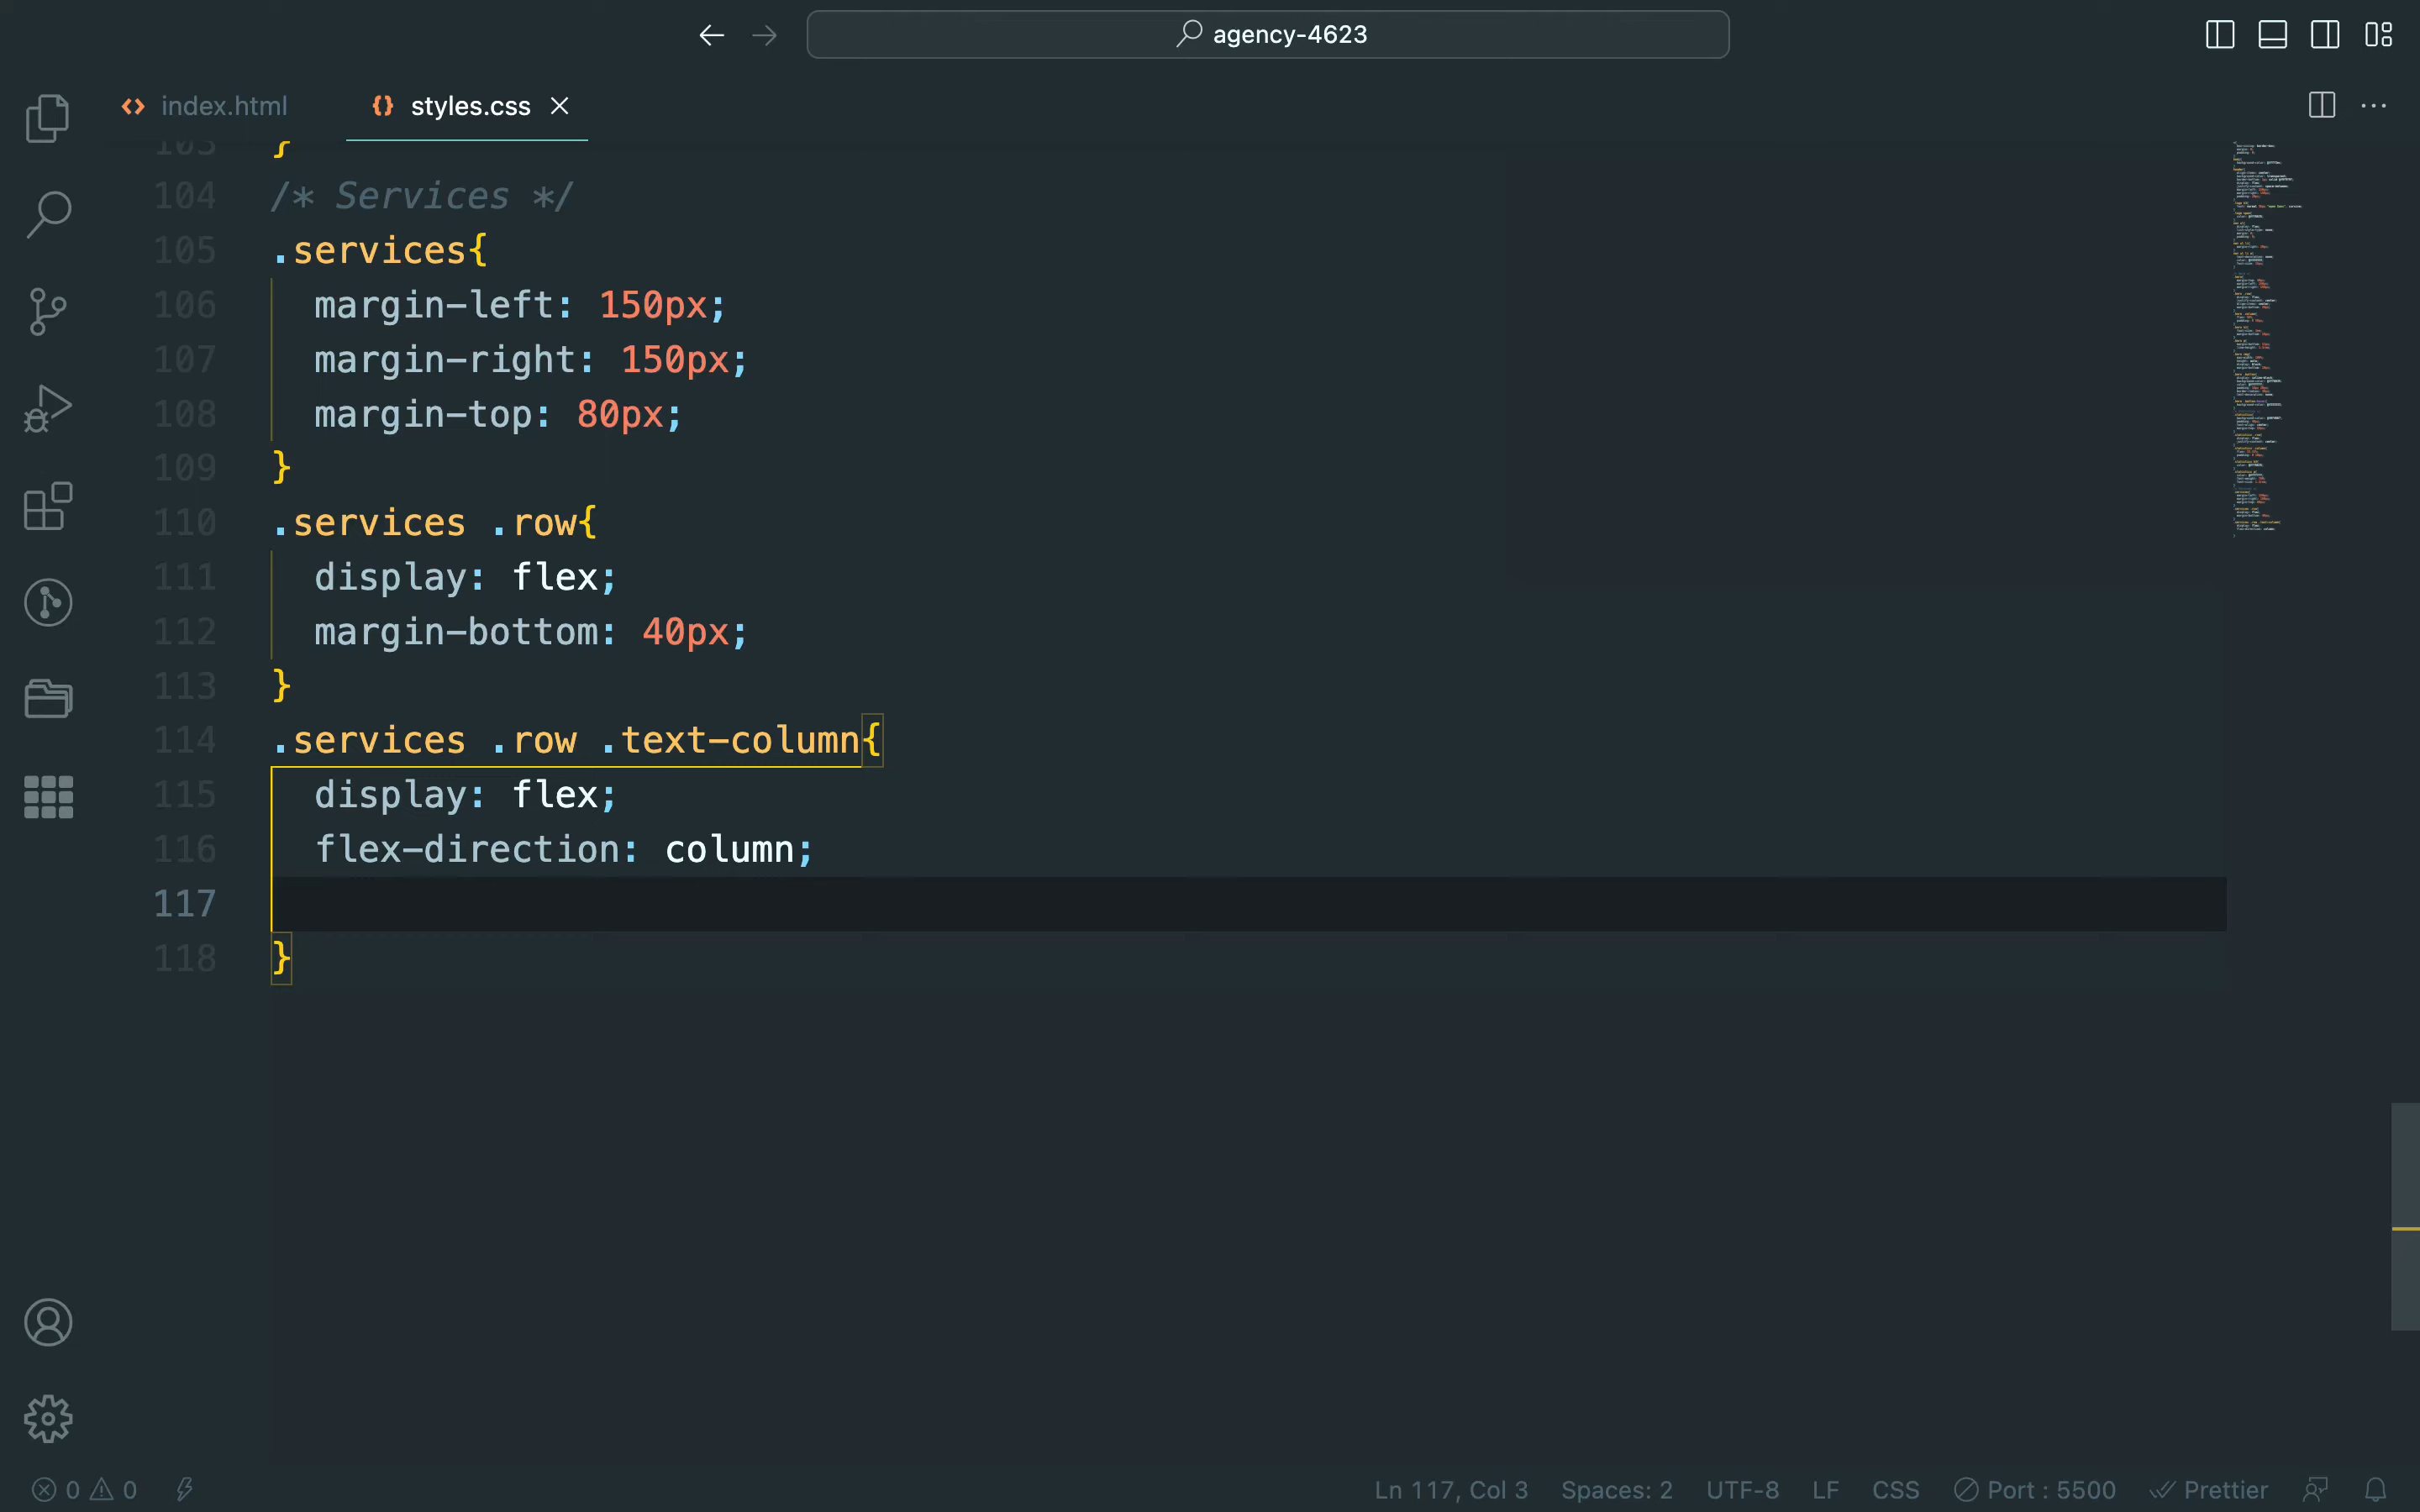 agency-4623
index.html
styles.css
103 }
104 /* Services */
105 .services{
106 margin-left: 150px;
107 margin-right: 150px;
108 margin-top: 80px;
109 }
110 .services .row{
111 display: flex;
112 margin-bottom: 40px;
113 }
114 .services .row .text-column{
115 display: flex;
116 flex-direction: column;
117
118 }
0 0 Ln 117, Col 3 Spaces: 2 UTF-8 LF CSS Port : 5500 Prettier